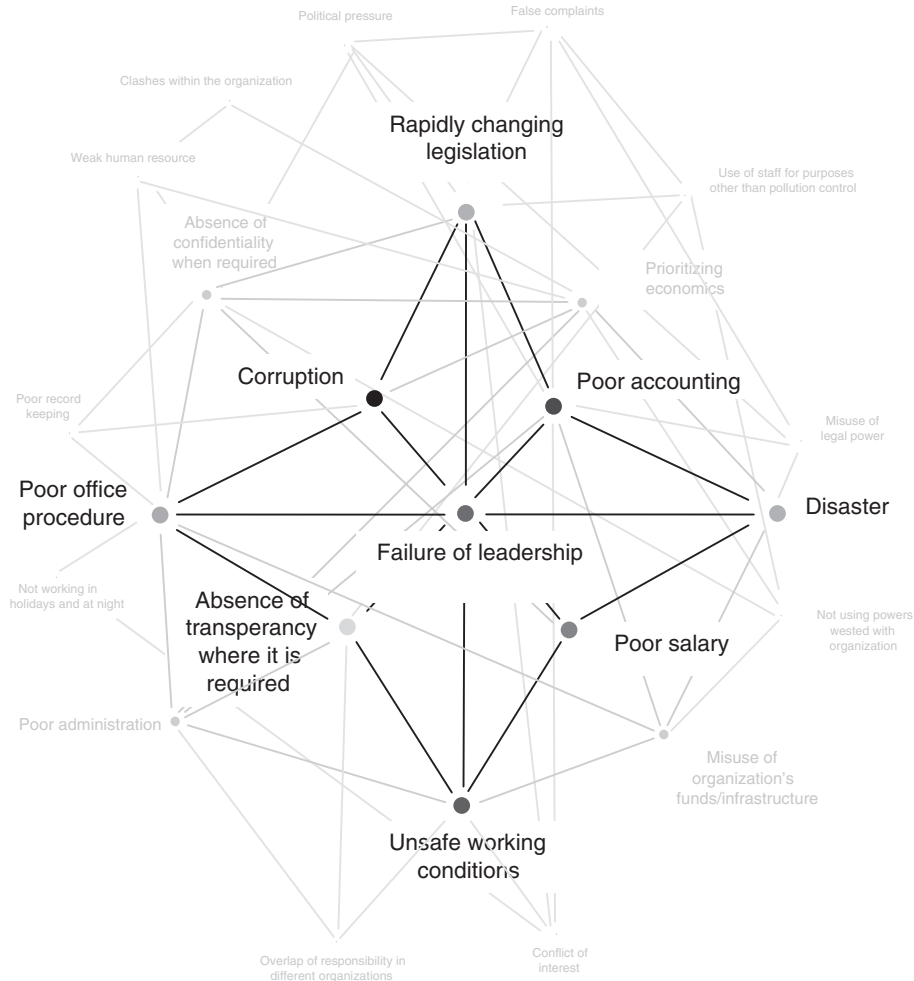 False complaints
Political pressure
Clashes within the organization
Rapidly changing
legislation
Weak human resource
Use of staff for purposes
other than pollution control
Absence of
confidentiality
when required
Prioritizing
economics
Corruption
Poor accounting
Poor record
keeping
Misuse of
legal power
Poor office
procedure
Disaster
Failure of leadership
Not working in
holidays and at night
Absence of
transperancy
where it is
required
Not using powers
wested with
organization
Poor salary
Poor administration
Misuse of
organization's
funds/infrastructure
Unsafe working
conditions
Overlap of responsibility in
different organizations
Conflict of
interest